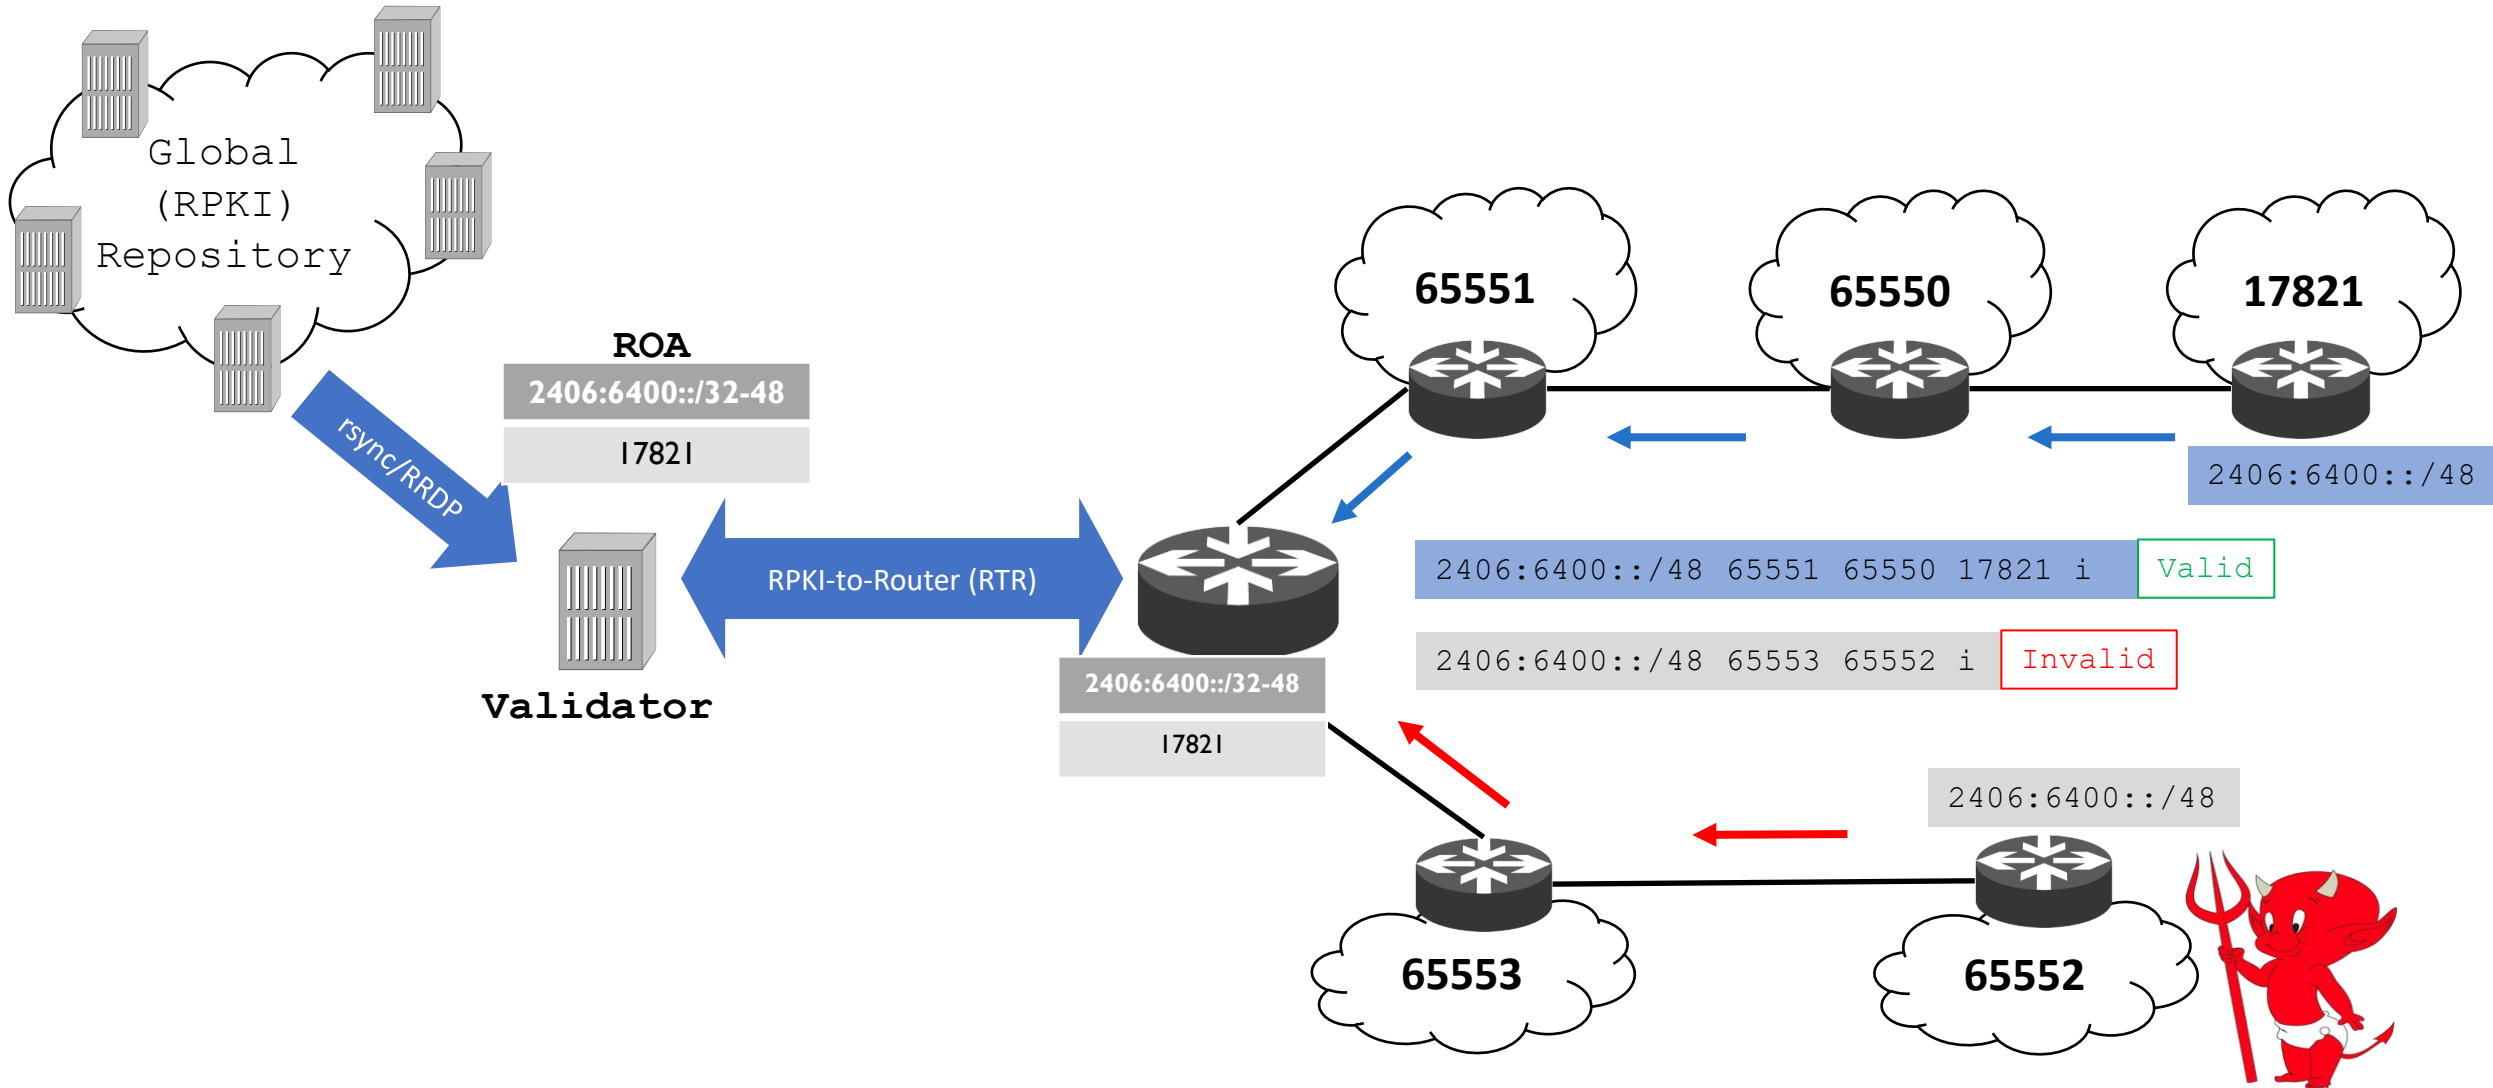 Global
(RPKI)
Repository
rsync/RRDP
ROA
2406:6400::/32-48
17821
Validator
RPKI-to-Router (RTR)
2406:6400::/32-48
17821
65551
65550
17821
2406:6400::/48
2406:6400::/48 65551 65550 17821 i
Valid
2406:6400::/48 65553 65552 i
Invalid
2406:6400::/48
65553
65552